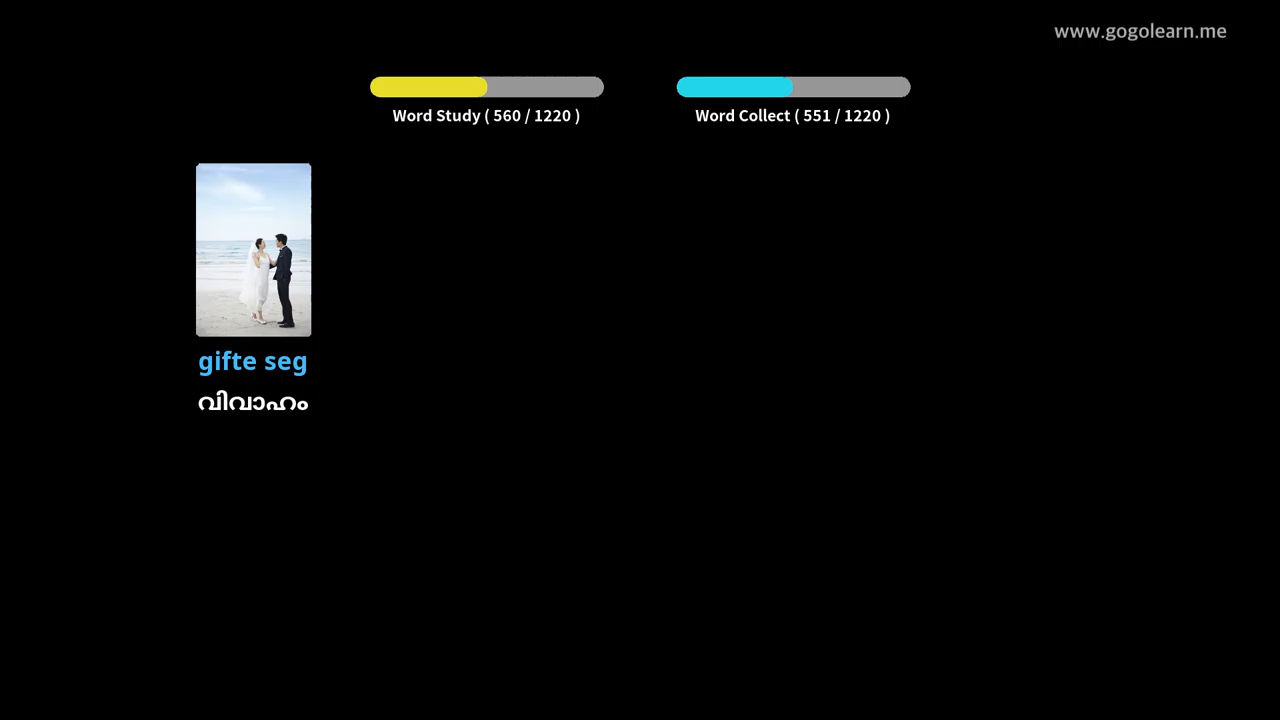 www.gogolearn.me
Word Study ( 560 / 1220 )
Word Collect ( 551 / 1220 )
gifte seg
വിവാഹം